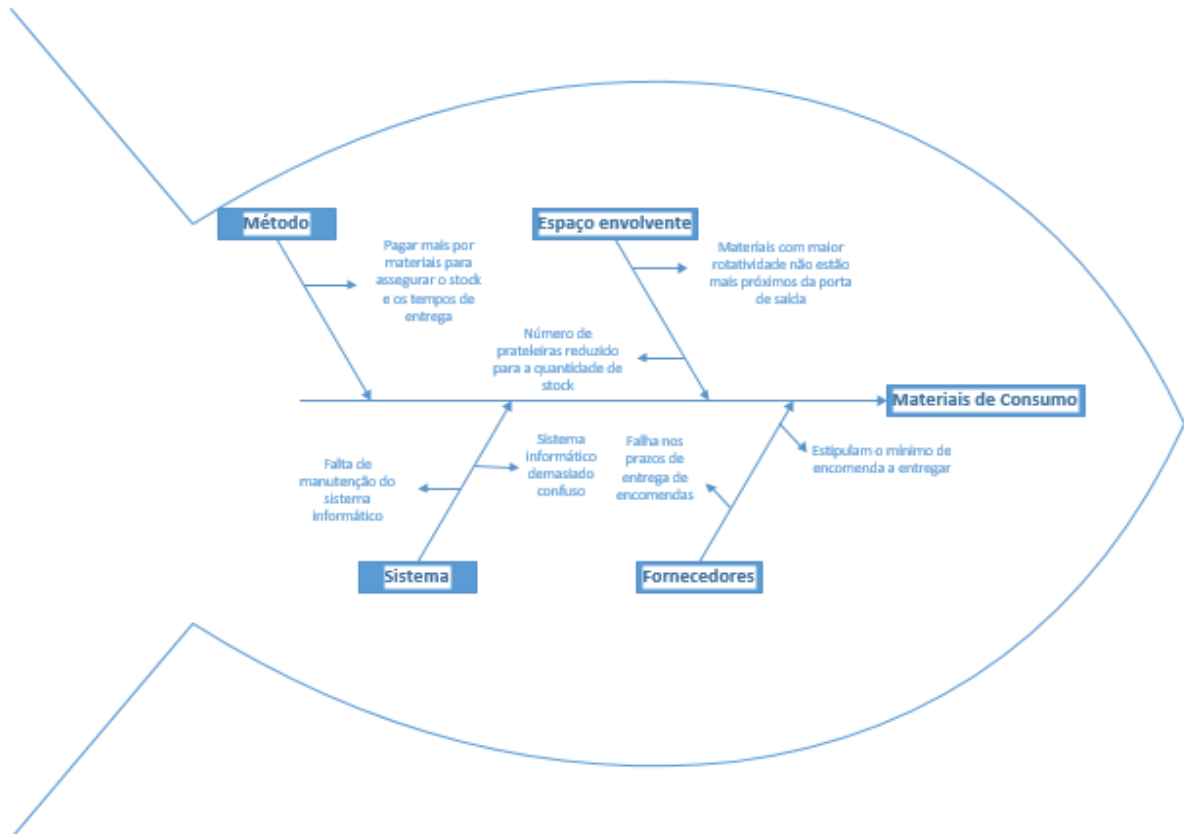 Método
Espaço envolvente
Pagar mais por
materiais para
assegurar o stock
e os tempos de
entrega
Materiais com maior
rotatividade não estão
mais próximos da porta
de saída
Número de
prateleiras reduzido
para a quantidade de
stock
Materiais de Consumo
Falta de
manutenção do
sistema
informático
Sistema
informático
demasiado
confuso
Falha nos
prazos de
entrega de
encomendas
Estipulam o mínimo de
encomenda a entregar
Sistema
Fornecedores